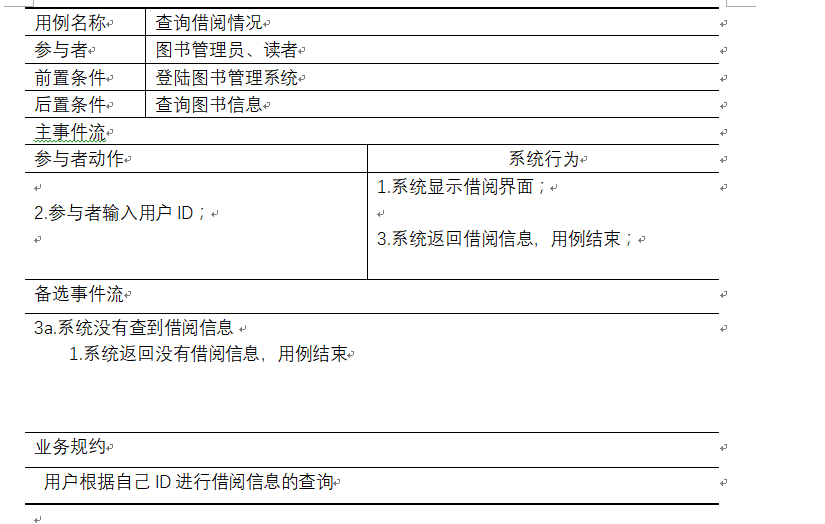 用例名称 查询借阅情况
参与者 图书管理员、读者
前置条件 登陆图书管理系统
后置条件 查询图书信息
主事件流
参与者动作 系统行为
1.系统显示借阅界面；
2.参与者输入用户 ID；
3.系统返回借阅信息，用例结束；
备选事件流
3a.系统没有查到借阅信息
1.系统返回没有借阅信息，用例结束
业务规约
用户根据自己 ID 进行借阅信息的查询